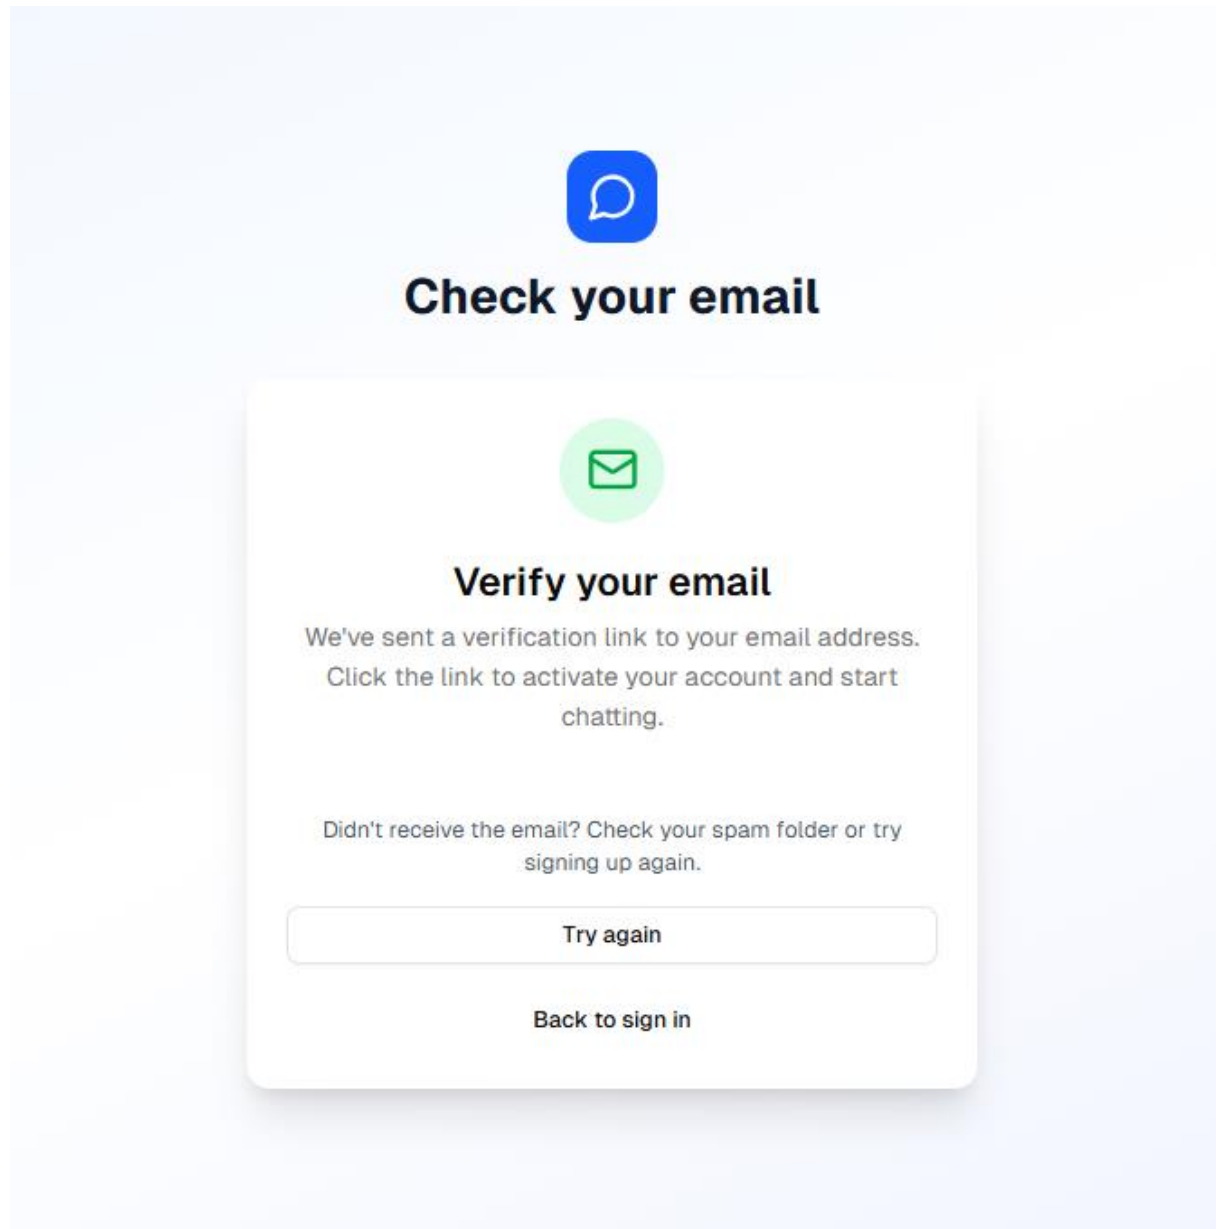 Check your email
Verify your email
We've sent a verification link to your email address.
Click the link to activate your account and start
chatting.
Didn't receive the email? Check your spam folder or try
signing up again.
Try again
Back to sign in